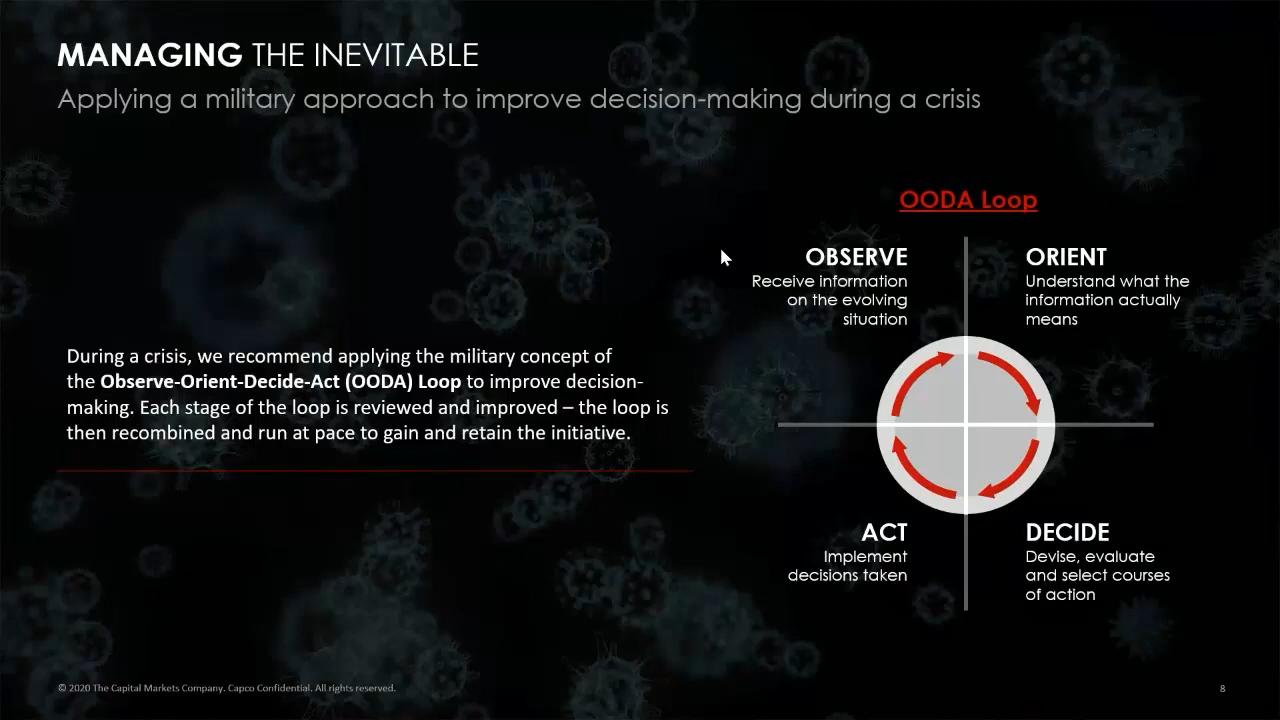 MANAGING THE INEVITABLE
Applying a military approach to improve decision-making during a crisis
During a crisis, we recommend applying the military concept of
the Observe-Orient-Decide-Act (OODA) Loop to improve decision-
making. Each stage of the loop is reviewed and improved – the loop is
then recombined and run at pace to gain and retain the initiative.
OODA Loop
OBSERVE
Receive information
on the evolving
situation
ORIENT
Understand what the
information actually
means
ACT
Implement
decisions taken
DECIDE
Devise, evaluate
and select courses
of action
© 2020 The Capital Markets Company. Capco Confidential. All rights reserved.
8